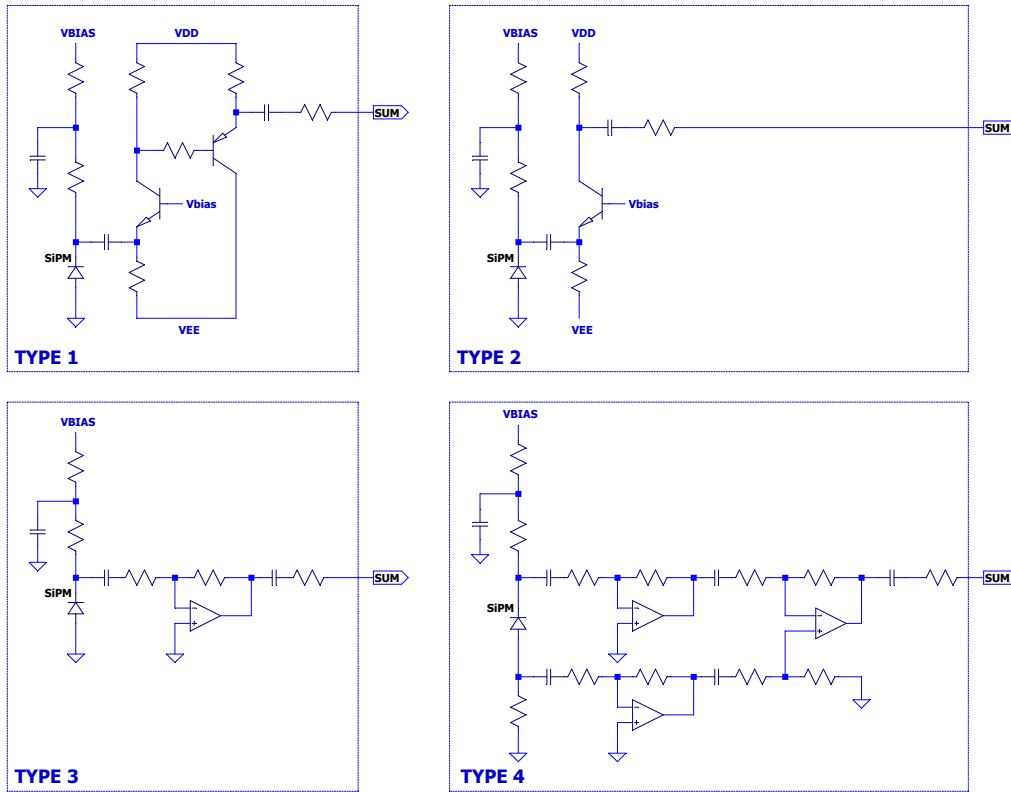 VBIAS
VDD
SUM
Vbias
SiPM
VEE
TYPE 1
VBIAS
VDD
SUM
Vbias
SiPM
VEE
TYPE 2
VBIAS
SUM
SiPM
-
+
TYPE 3
VBIAS
SUM
SiPM
-
+
-
+
-
+
TYPE 4